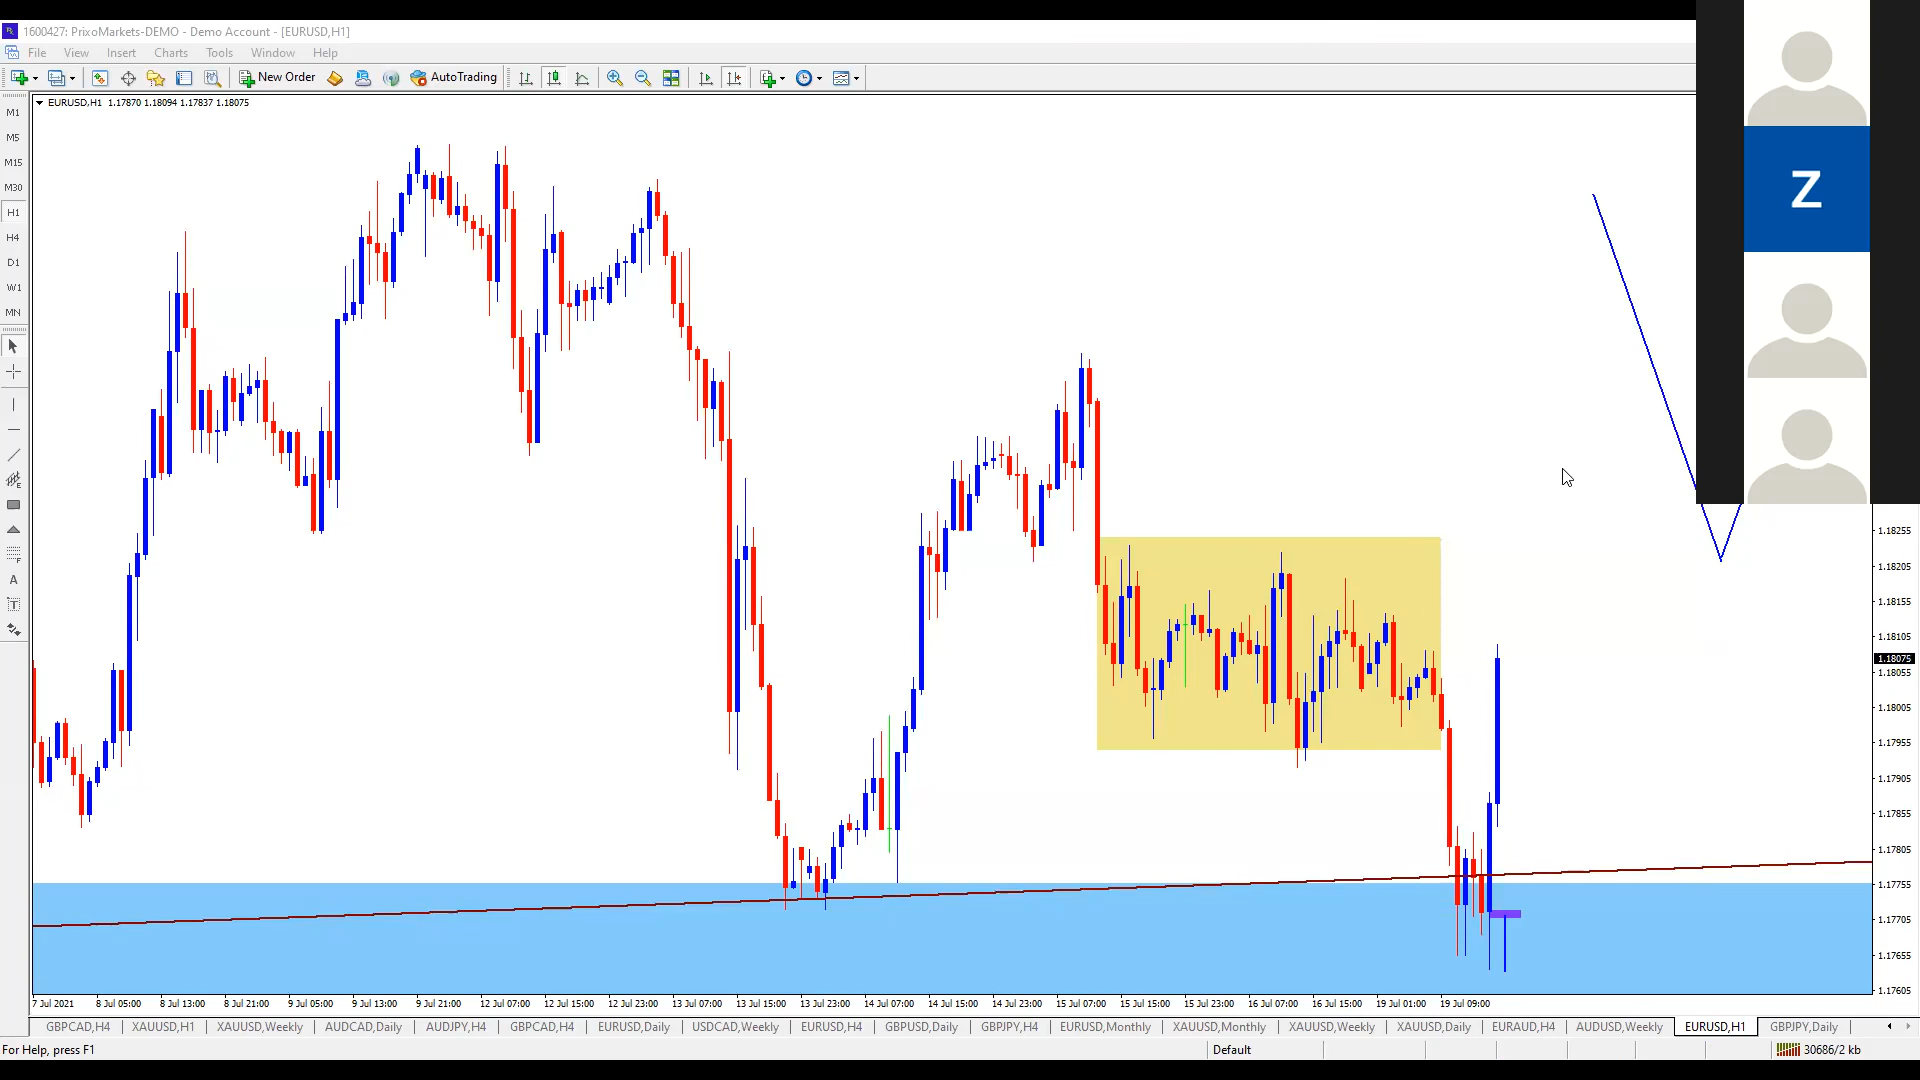 1600427: PrixoMarkets-DEMO - Demo Account - [EURUSD,H1]
File View Insert Charts Tools Window Help
New Order AutoTrading
EURUSD,H1 1.17870 1.18094 1.17837 1.18075
M1
M5
M15
M30
H1
H4
D1
W1
MN
A
T
Z
1.18255
1.18205
1.18155
1.18105
1.18075
1.18055
1.18005
1.17955
1.17905
1.17855
1.17805
1.17755
1.17705
1.17655
1.17605
7 Jul 2021 8 Jul 05:00 8 Jul 13:00 8 Jul 21:00 9 Jul 05:00 9 Jul 13:00 9 Jul 21:00 12 Jul 07:00 12 Jul 15:00 12 Jul 23:00 13 Jul 07:00 13 Jul 15:00 13 Jul 23:00 14 Jul 07:00 14 Jul 15:00 14 Jul 23:00 15 Jul 07:00 15 Jul 15:00 15 Jul 23:00 16 Jul 07:00 16 Jul 15:00 19 Jul 01:00 19 Jul 09:00
GBPCAD,H4 XAUUSD,H1 XAUUSD,Weekly AUDCAD,Daily AUDJPY,H4 GBPCAD,H4 EURUSD,Daily USDCAD,Weekly EURUSD,H4 GBPUSD,Daily GBPJPY,H4 EURUSD,Monthly XAUUSD,Monthly XAUUSD,Weekly XAUUSD,Daily EURAUD,H4 AUDUSD,Weekly EURUSD,H1 GBPJPY,Daily
For Help, press F1 Default 30686/2 kb